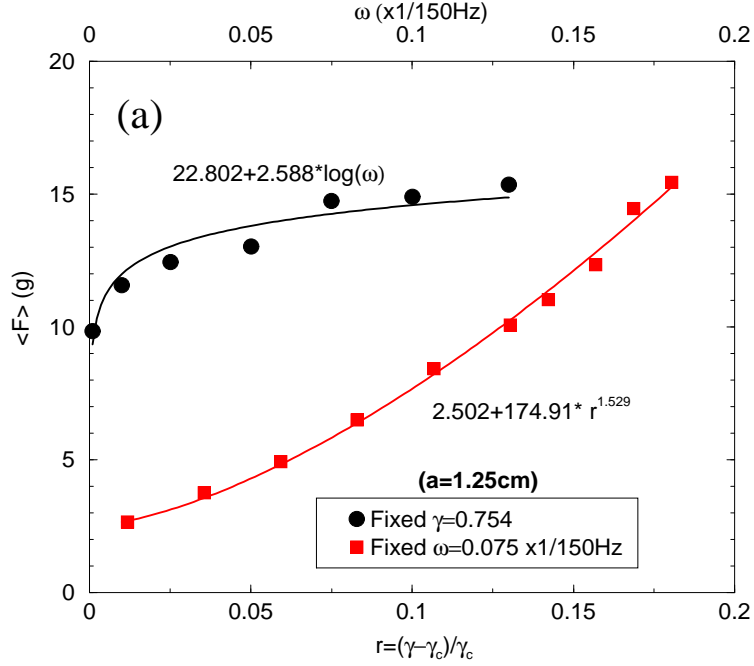 ω (x1/150Hz)
0 0.05 0.1 0.15 0.2
20
(a)
22.802+2.588*log(ω)
15
<F> (g)
10
2.502+174.91* r^1.529
5
(a=1.25cm)
Fixed γ=0.754
Fixed ω=0.075 x1/150Hz
0
0 0.05 0.1 0.15 0.2
r=(γ−γc)/γc